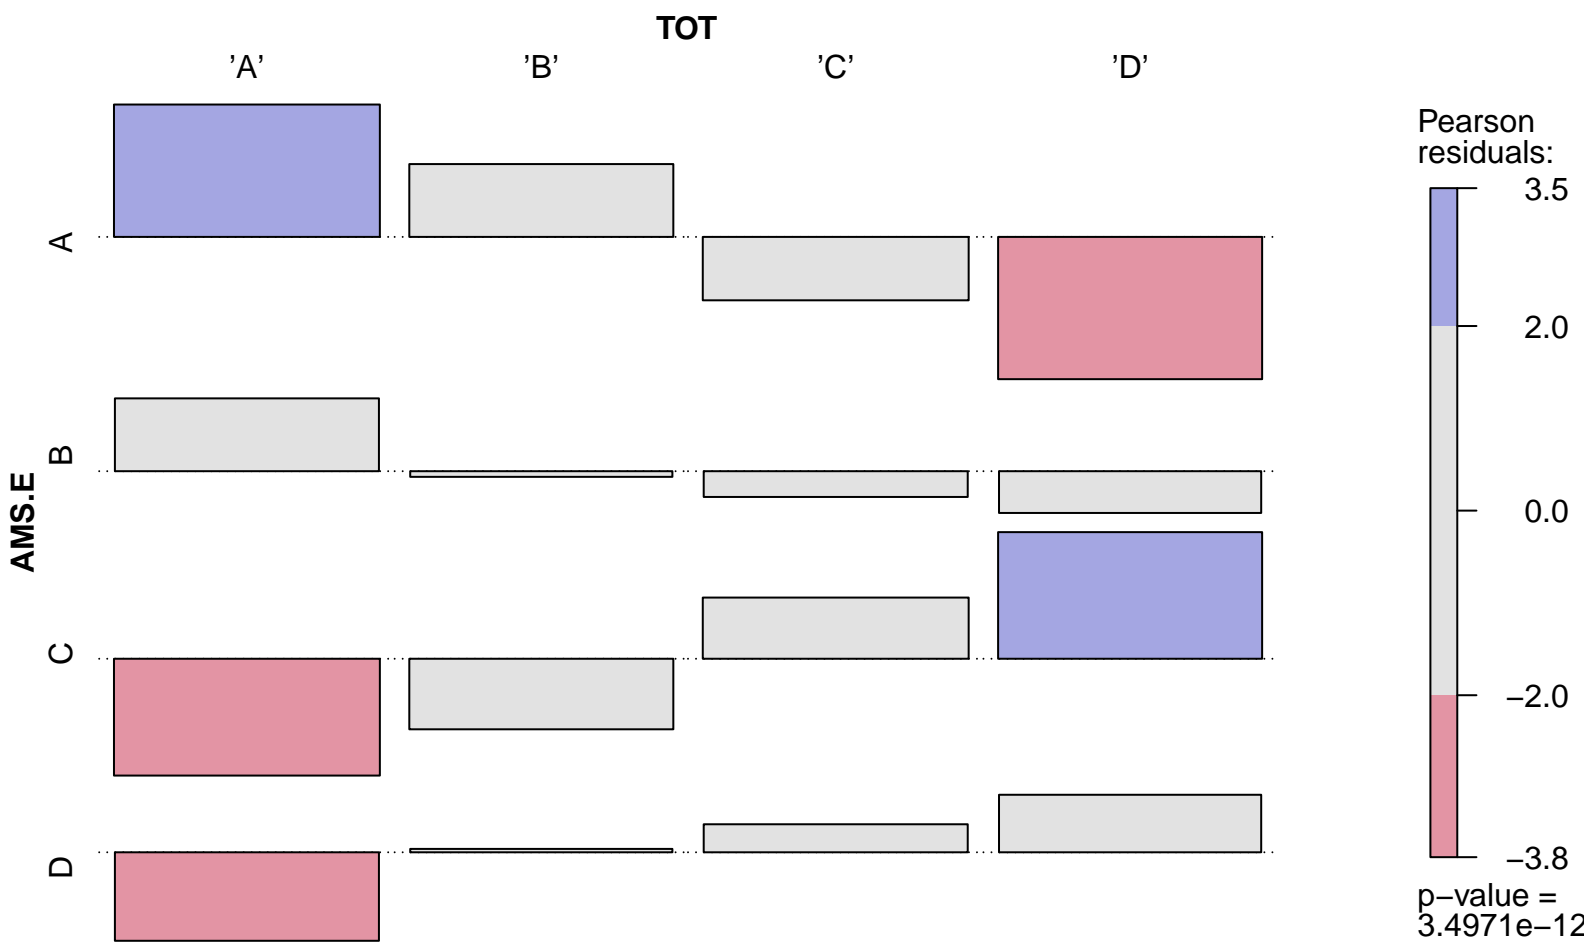 TOT
’A’ ’B’ ’C’ ’D’
AMS.E
A
B
C
D
Pearson
residuals:
3.5
2.0
0.0
−2.0
−3.8
p−value =
3.4971e−12